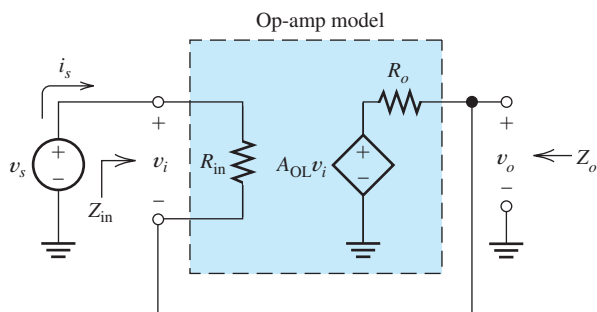 Op-amp model
i_s
R_o
+
+
+
+
v_s
v_i
R_in
A_OL v_i
v_o
Z_o
−
−
−
−
Z_in